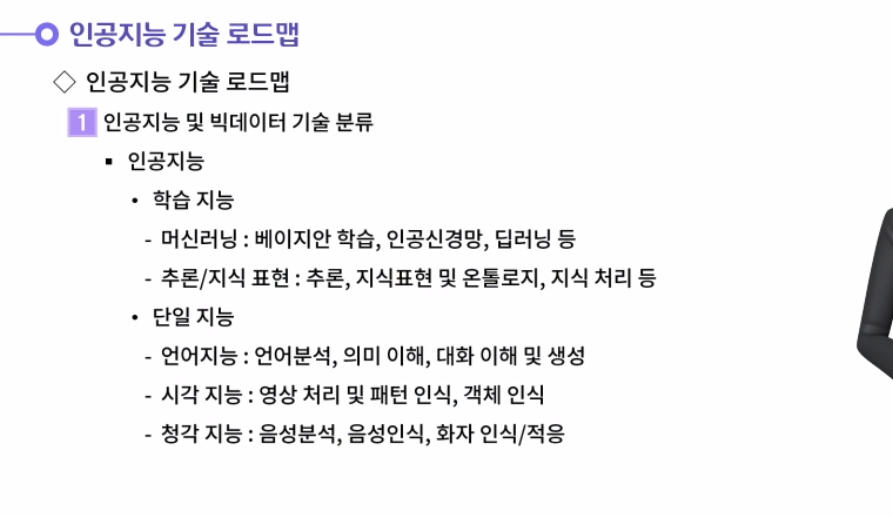 인공지능 기술 로드맵
◇ 인공지능 기술 로드맵
1 인공지능 및 빅데이터 기술 분류
▪ 인공지능
• 학습 지능
- 머신러닝 : 베이지안 학습, 인공신경망, 딥러닝 등
- 추론/지식 표현 : 추론, 지식표현 및 온톨로지, 지식 처리 등
• 단일 지능
- 언어지능 : 언어분석, 의미 이해, 대화 이해 및 생성
- 시각 지능 : 영상 처리 및 패턴 인식, 객체 인식
- 청각 지능 : 음성분석, 음성인식, 화자 인식/적응